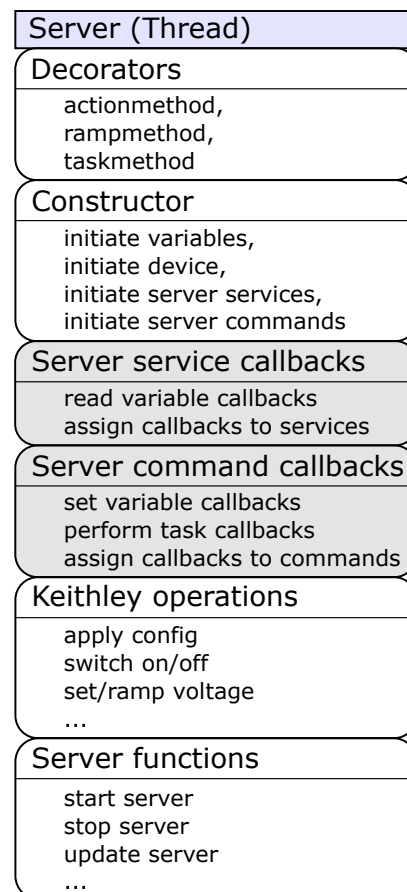 Server (Thread)
Decorators
actionmethod,
rampmethod,
taskmethod
Constructor
initiate variables,
initiate device,
initiate server services,
initiate server commands
Server service callbacks
read variable callbacks
assign callbacks to services
Server command callbacks
set variable callbacks
perform task callbacks
assign callbacks to commands
Keithley operations
apply config
switch on/off
set/ramp voltage
...
Server functions
start server
stop server
update server
...